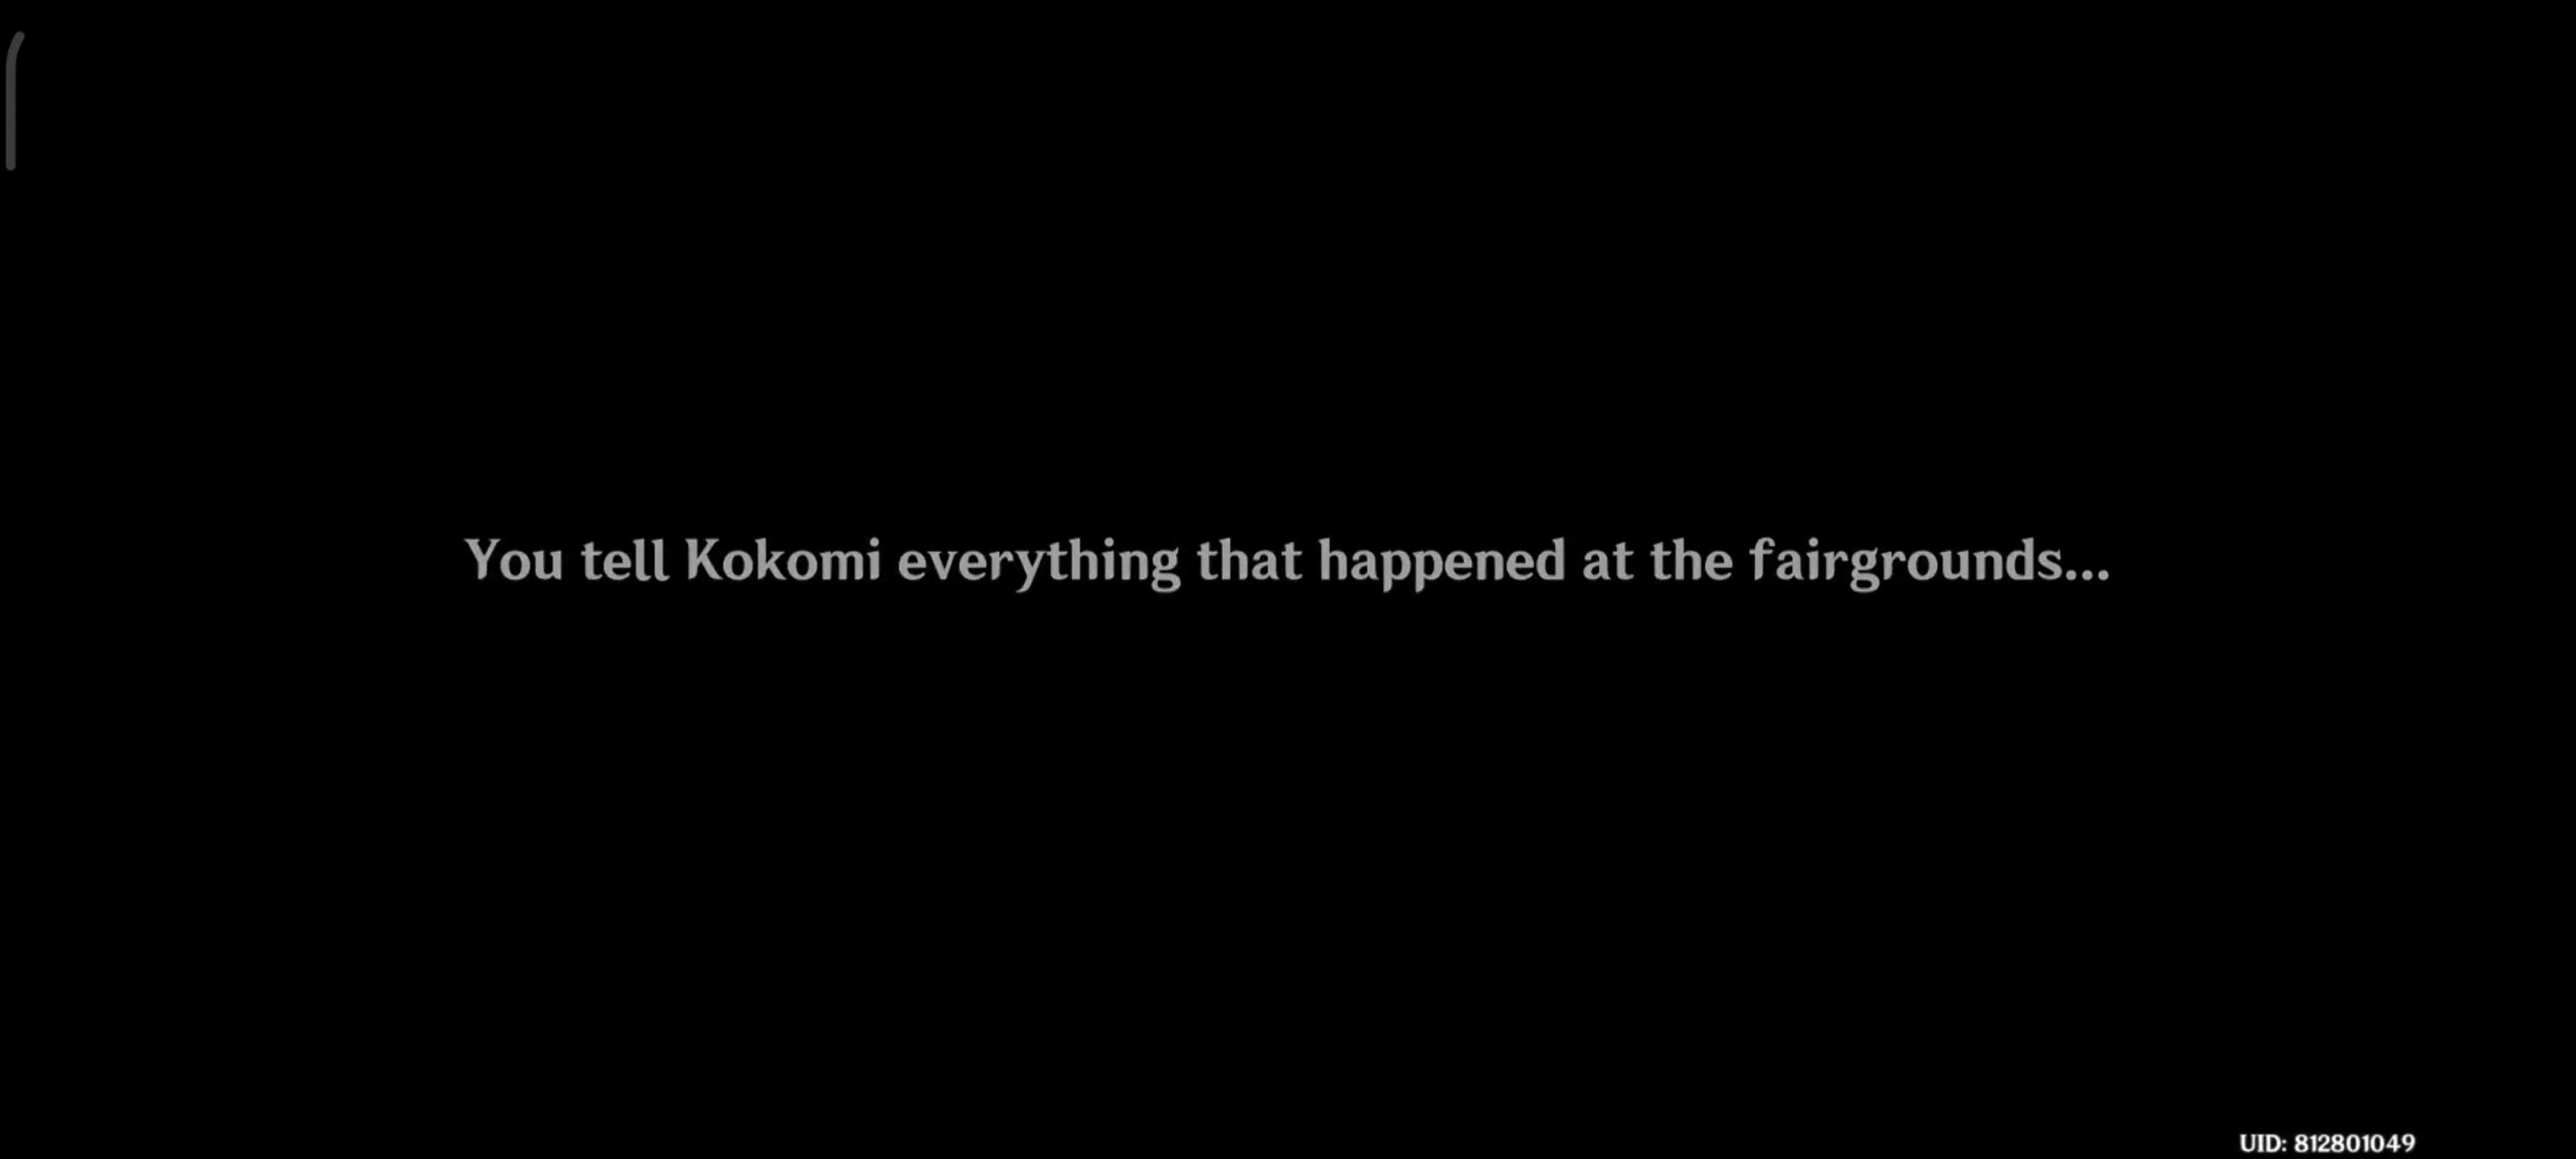 You tell Kokomi everything that happened at the fairgrounds...
UID: 812801049